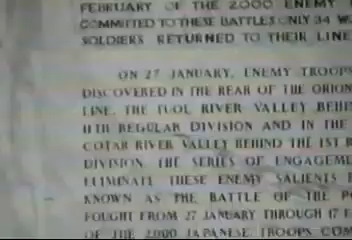 FEBRUARY OF THE 2000 ENEMY
COMMITTED TO THESE BATTLES ONLY 34 W
SOLDIERS RETURNED TO THEIR LINE
ON 27 JANUARY, ENEMY TROOPS
DISCOVERED IN THE REAR OF THE ORION
LINE. THE TUOL RIVER VALLEY BEHI
11TH REGULAR DIVISION AND IN THE
COTAR RIVER VALLEY BEHIND THE 1ST R
DIVISION. THE SERIES OF ENGAGEM
ELIMINATE THESE ENEMY SALIENTS
KNOWN AS THE BATTLE OF THE PO
FOUGHT FROM 27 JANUARY THROUGH 17 F
OF THE 2000 JAPANESE TROOPS COM